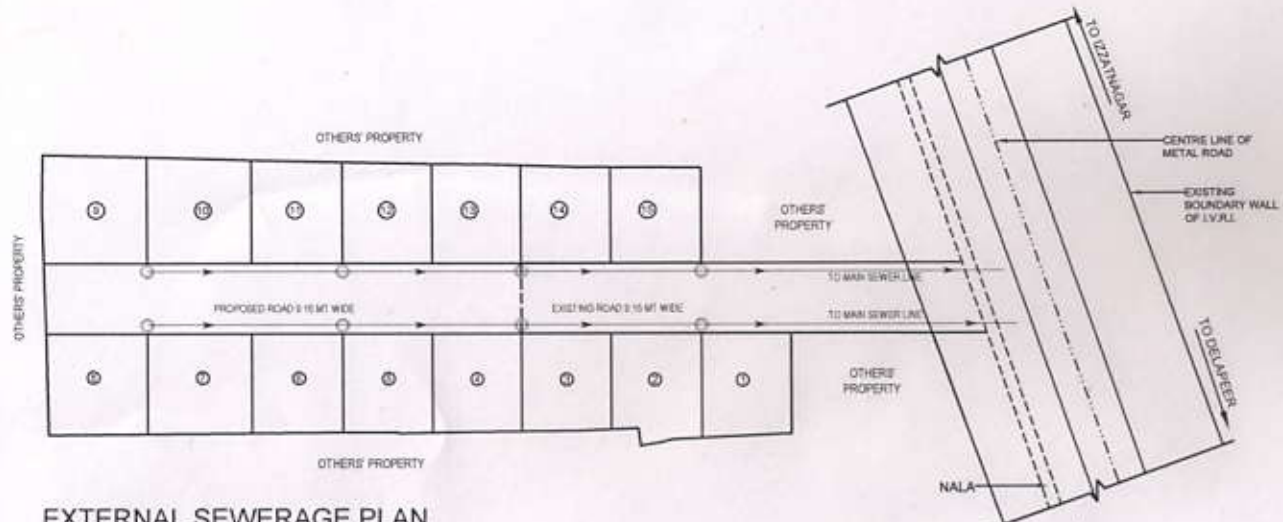 TO IZZATNAGAR
CENTRE LINE OF
METAL ROAD
EXISTING
BOUNDARY WALL
OF I.V.R.I.
OTHERS' PROPERTY
9
10
11
12
13
14
15
OTHERS'
PROPERTY
OTHERS' PROPERTY
TO MAIN SEWER LINE
PROPOSED ROAD 9.15 MT WIDE
EXISTING ROAD 9.15 MT WIDE
TO MAIN SEWER LINE
7
6
5
4
3
2
1
OTHERS'
PROPERTY
TO DELAPEER
OTHERS' PROPERTY
NALA
EXTERNAL SEWERAGE PLAN